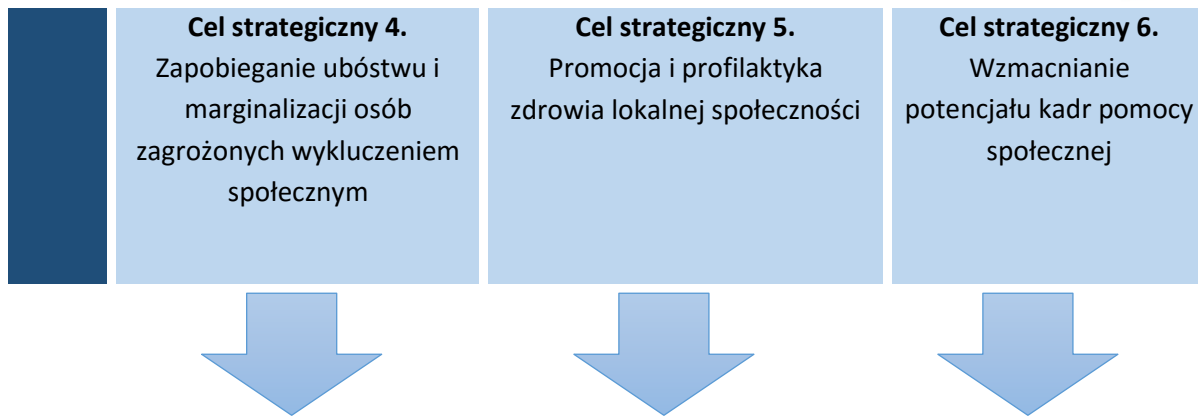 Cel strategiczny 4.
Zapobieganie ubóstwu i
marginalizacji osób
zagrożonych wykluczeniem
społecznym
Cel strategiczny 5.
Promocja i profilaktyka
zdrowia lokalnej społeczności
Cel strategiczny 6.
Wzmacnianie
potencjału kadr pomocy
społecznej